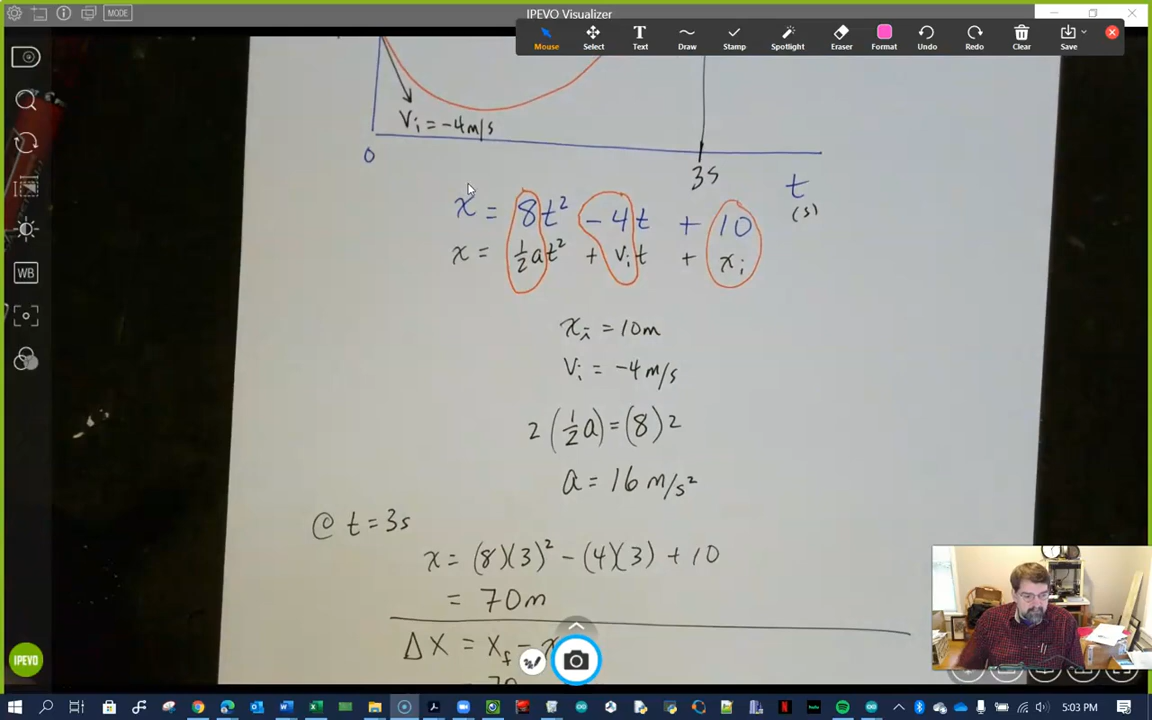 IPEVO Visualizer
MODE
Mouse
Select
Text
Draw
Stamp
Spotlight
Eraser
Format
Undo
Redo
Clear
Save
WB
Vi = -4 m/s
0
3s
t
(s)
x = 8t² - 4t + 10
x = ½at² + Vit + xi
xi = 10m
Vi = -4 m/s
2(½a) = (8)2
a = 16 m/s²
@ t = 3s
x = (8)(3)² - (4)(3) + 10
= 70m
ΔX = Xf - x
IPEVO
5:03 PM